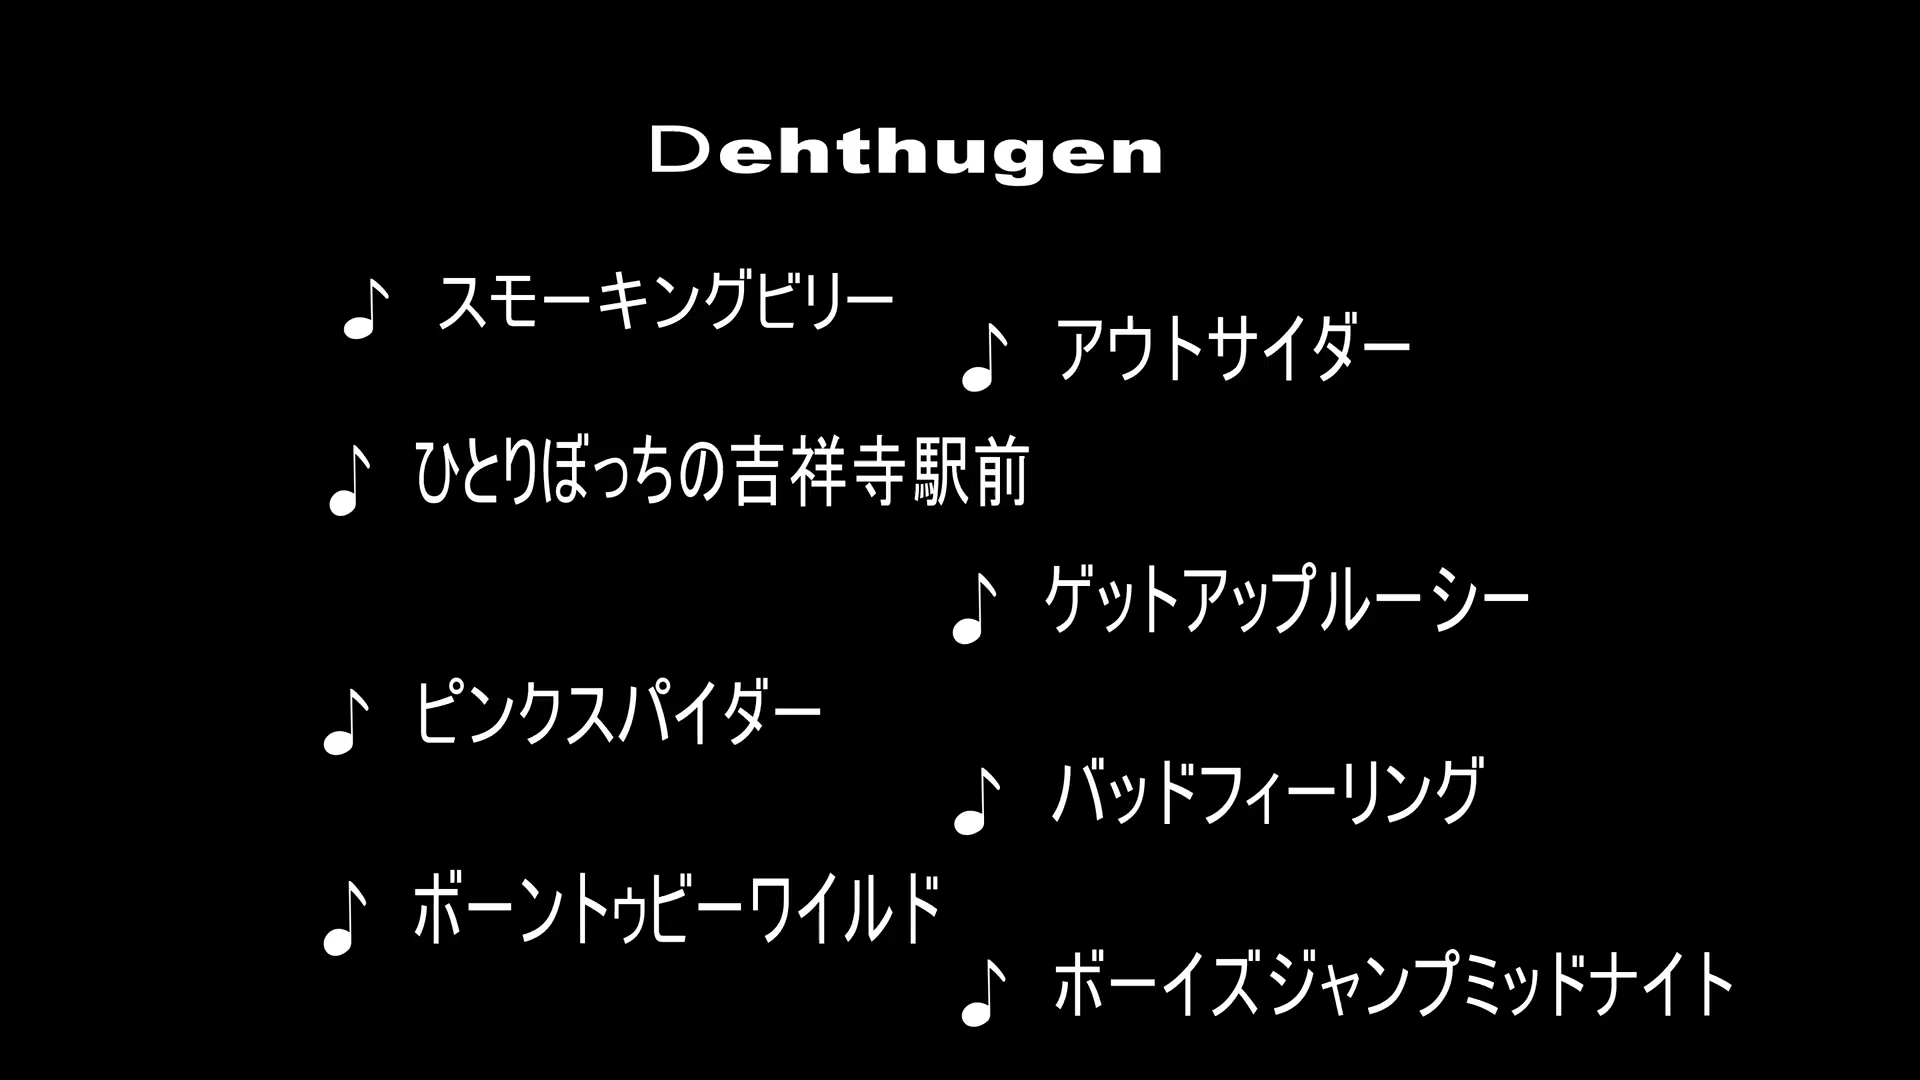 Dehthugen
♪ スモーキングビリー
♪ アウトサイダー
♪ ひとりぼっちの吉祥寺駅前
♪ ゲットアップルーシー
♪ ピンクスパイダー
♪ バッドフィーリング
♪ ボーントゥビーワイルド
♪ ボーイズジャンプミッドナイト